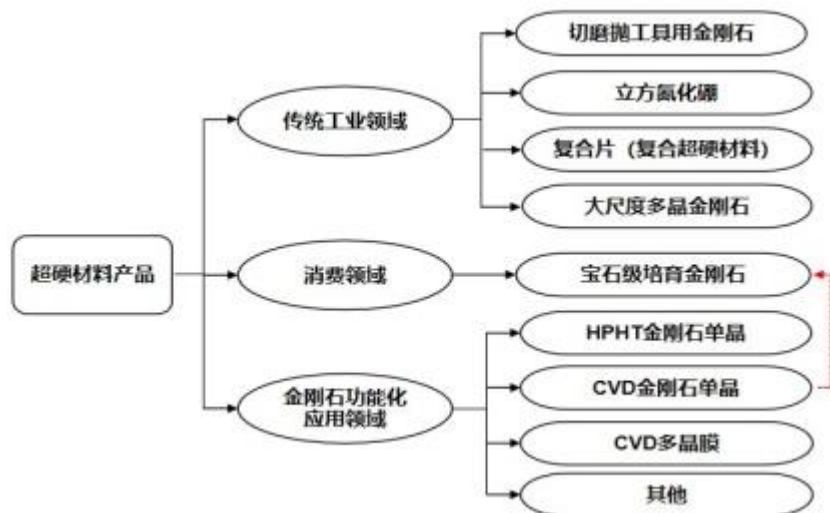 超硬材料产品
传统工业领域
切磨抛工具用金刚石
立方氮化硼
复合片（复合超硬材料）
大尺度多晶金刚石
消费领域
宝石级培育金刚石
金刚石功能化
应用领域
HPHT金刚石单晶
CVD金刚石单晶
CVD多晶膜
其他